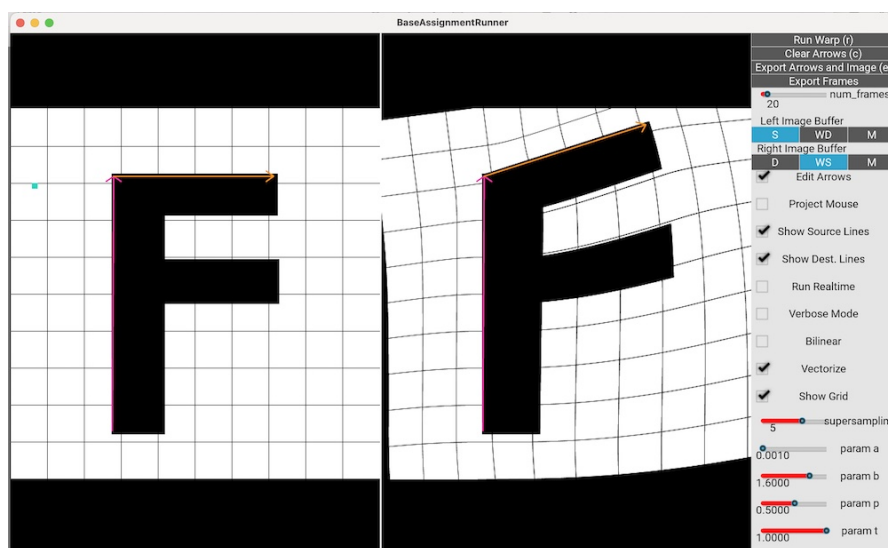 BaseAssignmentRunner
F
F
Run Warp (r)
Clear Arrows (c)
Export Arrows and Image (e
Export Frames
num_frames
20
Left Image Buffer
S WD M
Right Image Buffer
D WS M
Edit Arrows
Project Mouse
Show Source Lines
Show Dest. Lines
Run Realtime
Verbose Mode
Bilinear
Vectorize
Show Grid
supersamplin
5
param a
0.0010
param b
1.6000
param p
0.5000
param t
1.0000